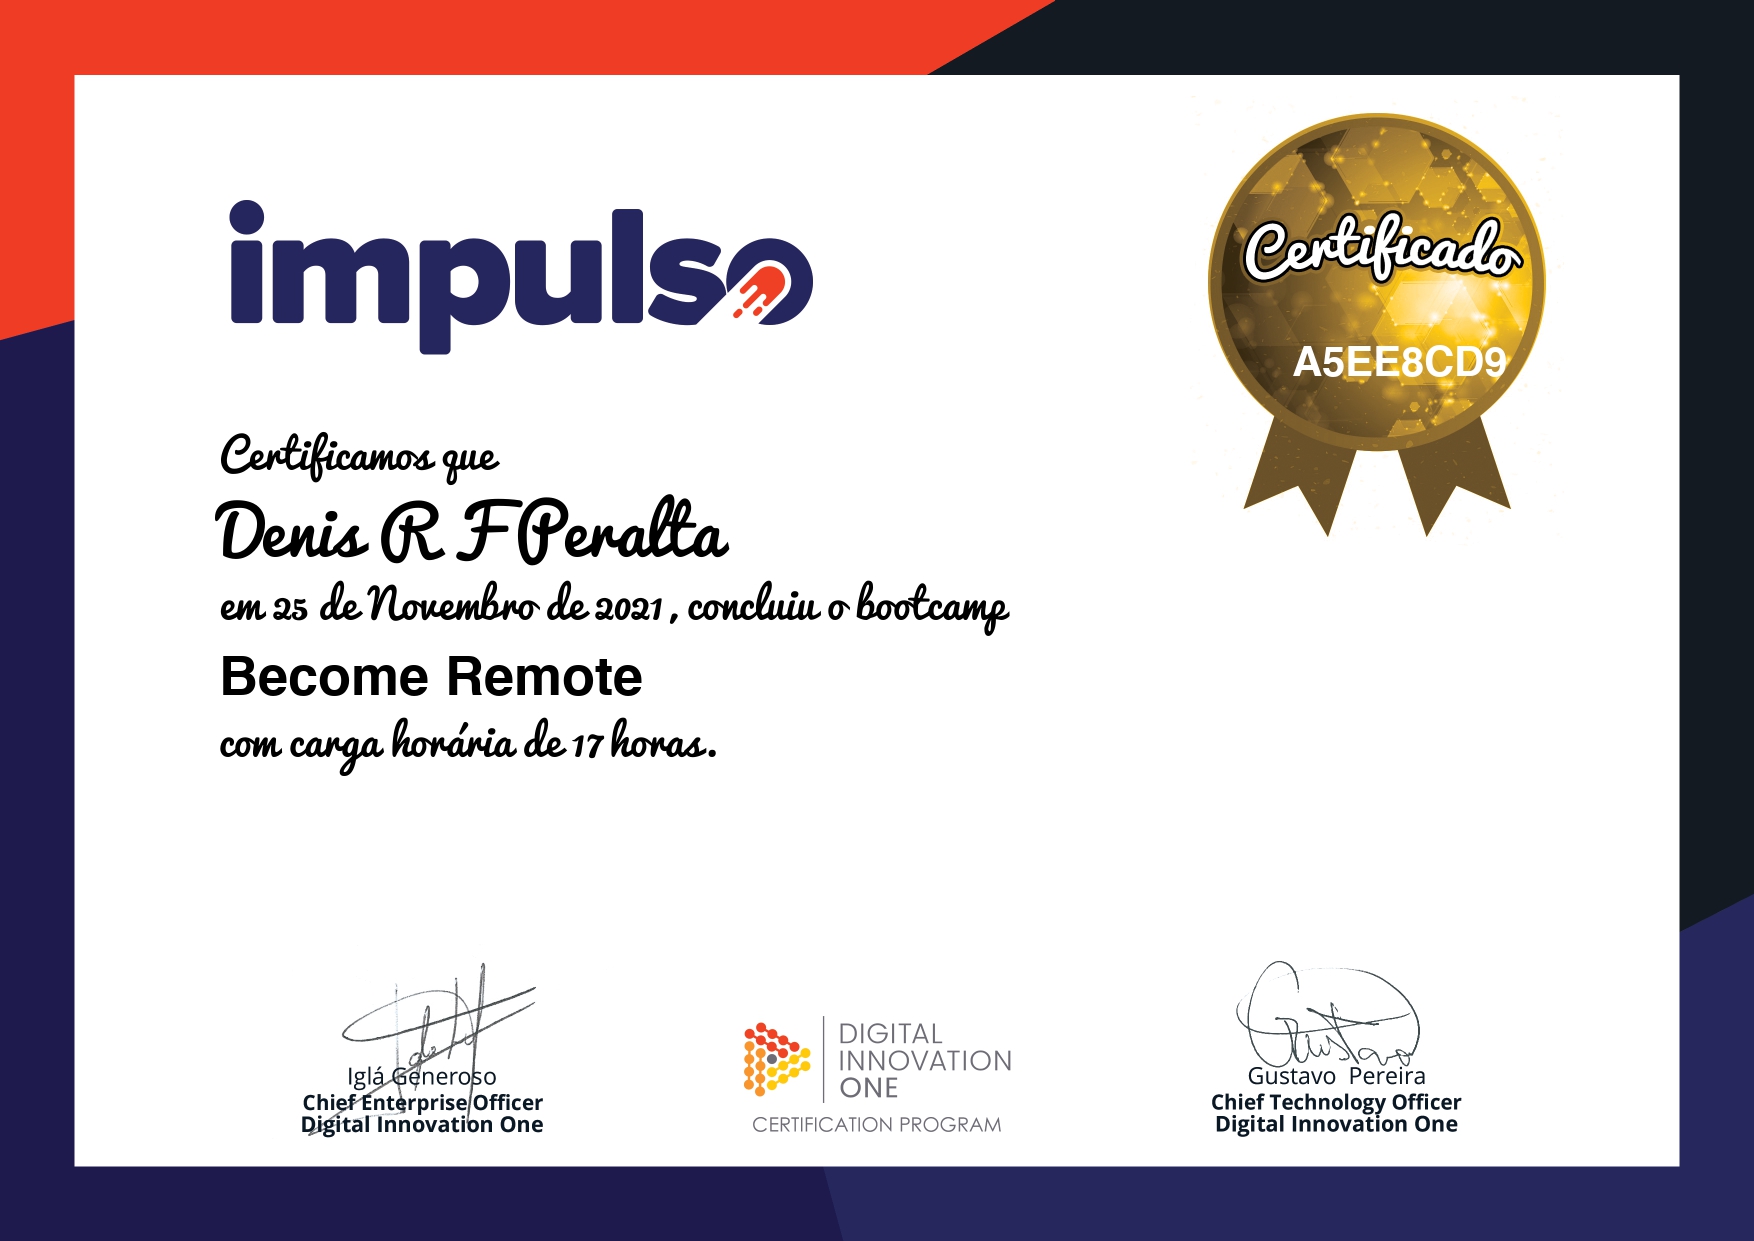 impulso
Certificado
A5EE8CD9
Certificamos que
Denis R F Peralta
em 25 de Novembro de 2021, concluiu o bootcamp
Become Remote
com carga horária de 17 horas.
Iglá Generoso
Chief Enterprise Officer
Digital Innovation One
DIGITAL
INNOVATION
ONE
CERTIFICATION PROGRAM
Gustavo
Gustavo Pereira
Chief Technology Officer
Digital Innovation One